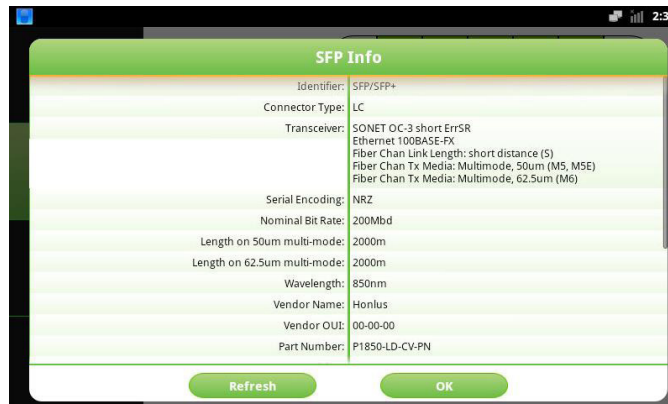 2:3
SFP Info
Identifier: SFP/SFP+
Connector Type: LC
Transceiver: SONET OC-3 short ErrSR
Ethernet 100BASE-FX
Fiber Chan Link Length: short distance (S)
Fiber Chan Tx Media: Multimode, 50um (M5, M5E)
Fiber Chan Tx Media: Multimode, 62.5um (M6)
Serial Encoding: NRZ
Nominal Bit Rate: 200Mbd
Length on 50um multi-mode: 2000m
Length on 62.5um multi-mode: 2000m
Wavelength: 850nm
Vendor Name: Honlus
Vendor OUI: 00-00-00
Part Number: P1850-LD-CV-PN
Refresh OK